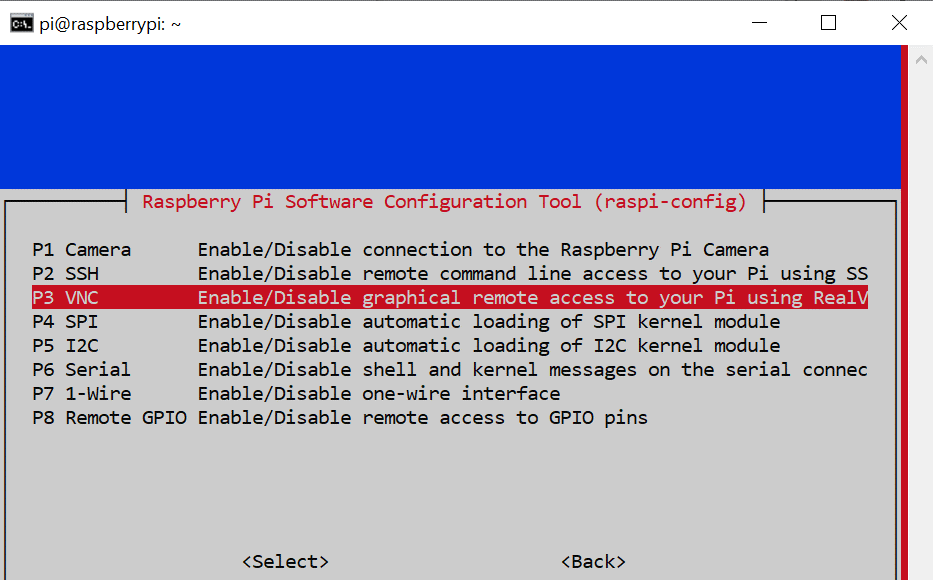 pi@raspberrypi: ~
Raspberry Pi Software Configuration Tool (raspi-config)
P1 Camera Enable/Disable connection to the Raspberry Pi Camera
P2 SSH Enable/Disable remote command line access to your Pi using SS
P3 VNC Enable/Disable graphical remote access to your Pi using RealV
P4 SPI Enable/Disable automatic loading of SPI kernel module
P5 I2C Enable/Disable automatic loading of I2C kernel module
P6 Serial Enable/Disable shell and kernel messages on the serial connec
P7 1-Wire Enable/Disable one-wire interface
P8 Remote GPIO Enable/Disable remote access to GPIO pins
<Select> <Back>